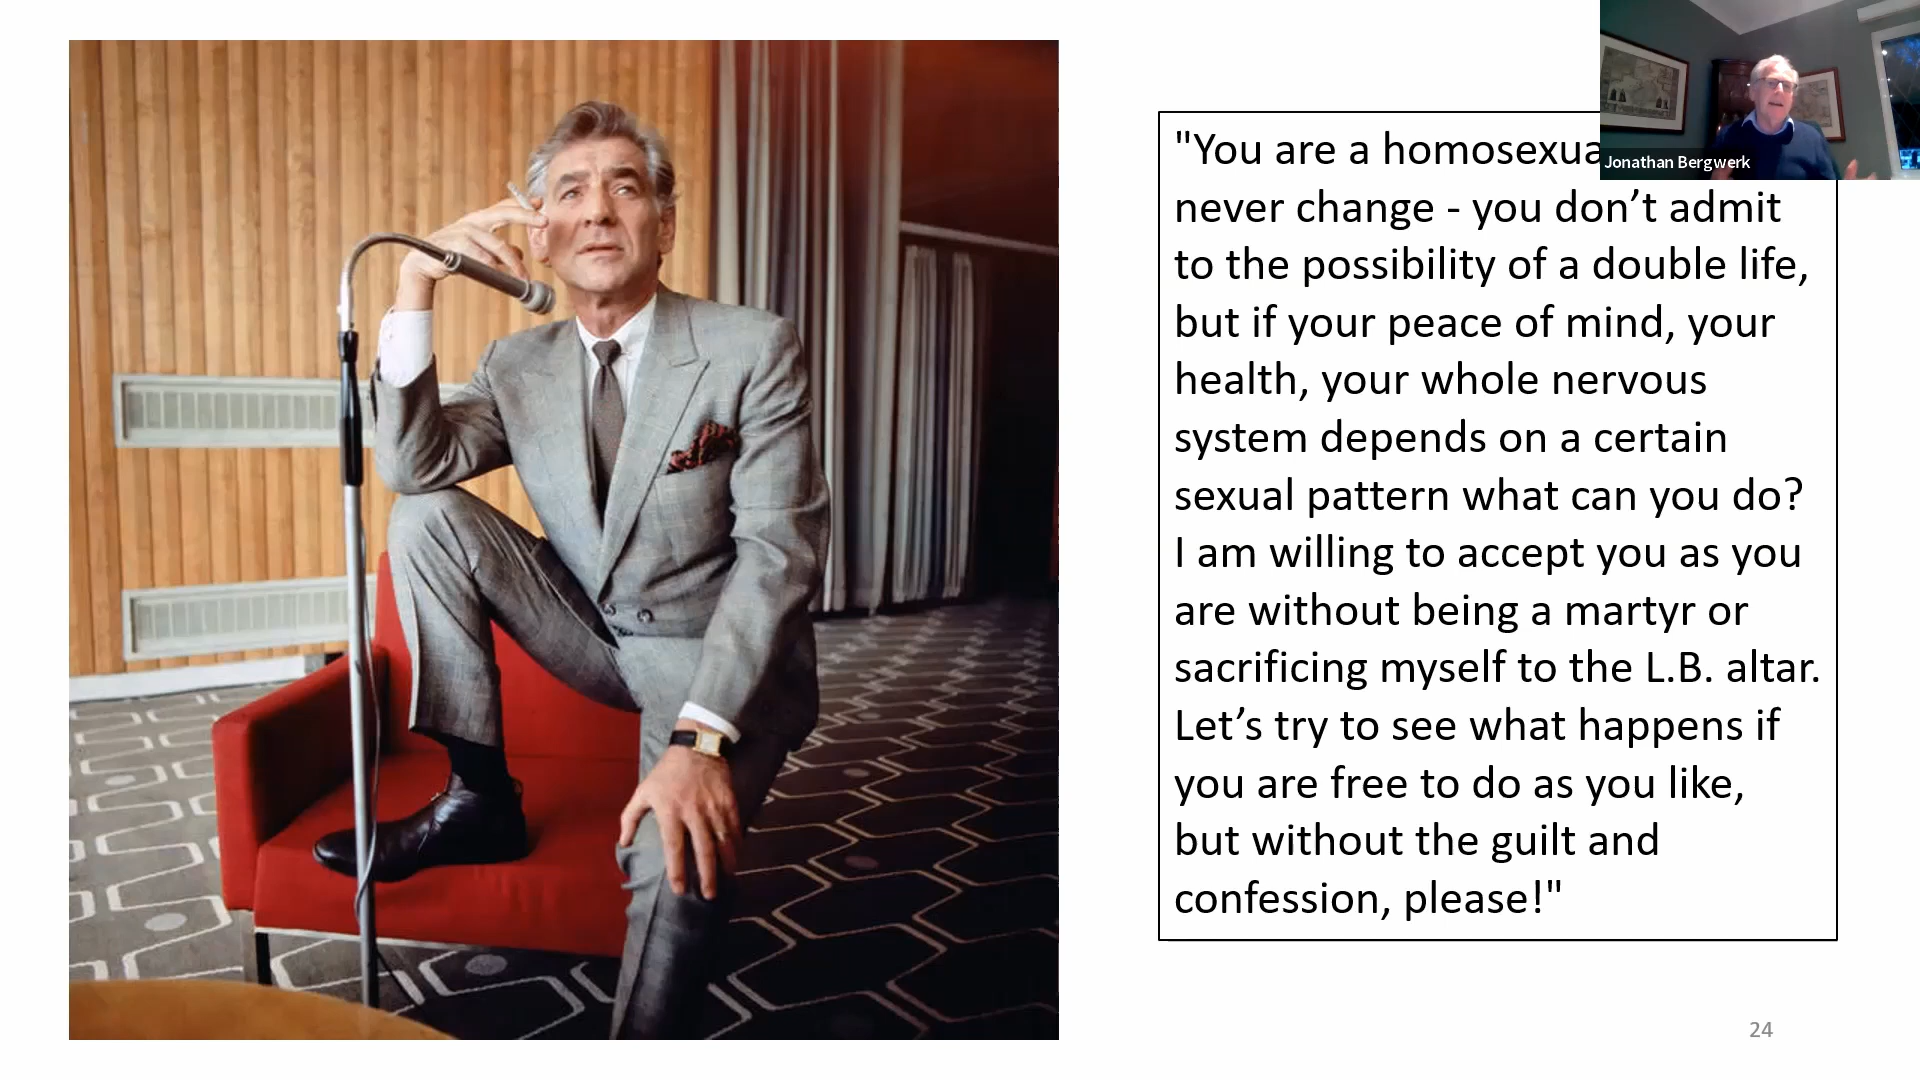 "You are a
never change - you don’t admit
to the possibility of a double life,
but if your peace of mind, your
health, your whole nervous
system depends on a certain
sexual pattern what can you do?
I am willing to accept you as you
are without being a martyr or
sacrificing myself to the L.B. altar.
Let’s try to see what happens if
you are free to do as you like,
but without the guilt and
confession, please!"
Jonathan Bergwerk
24